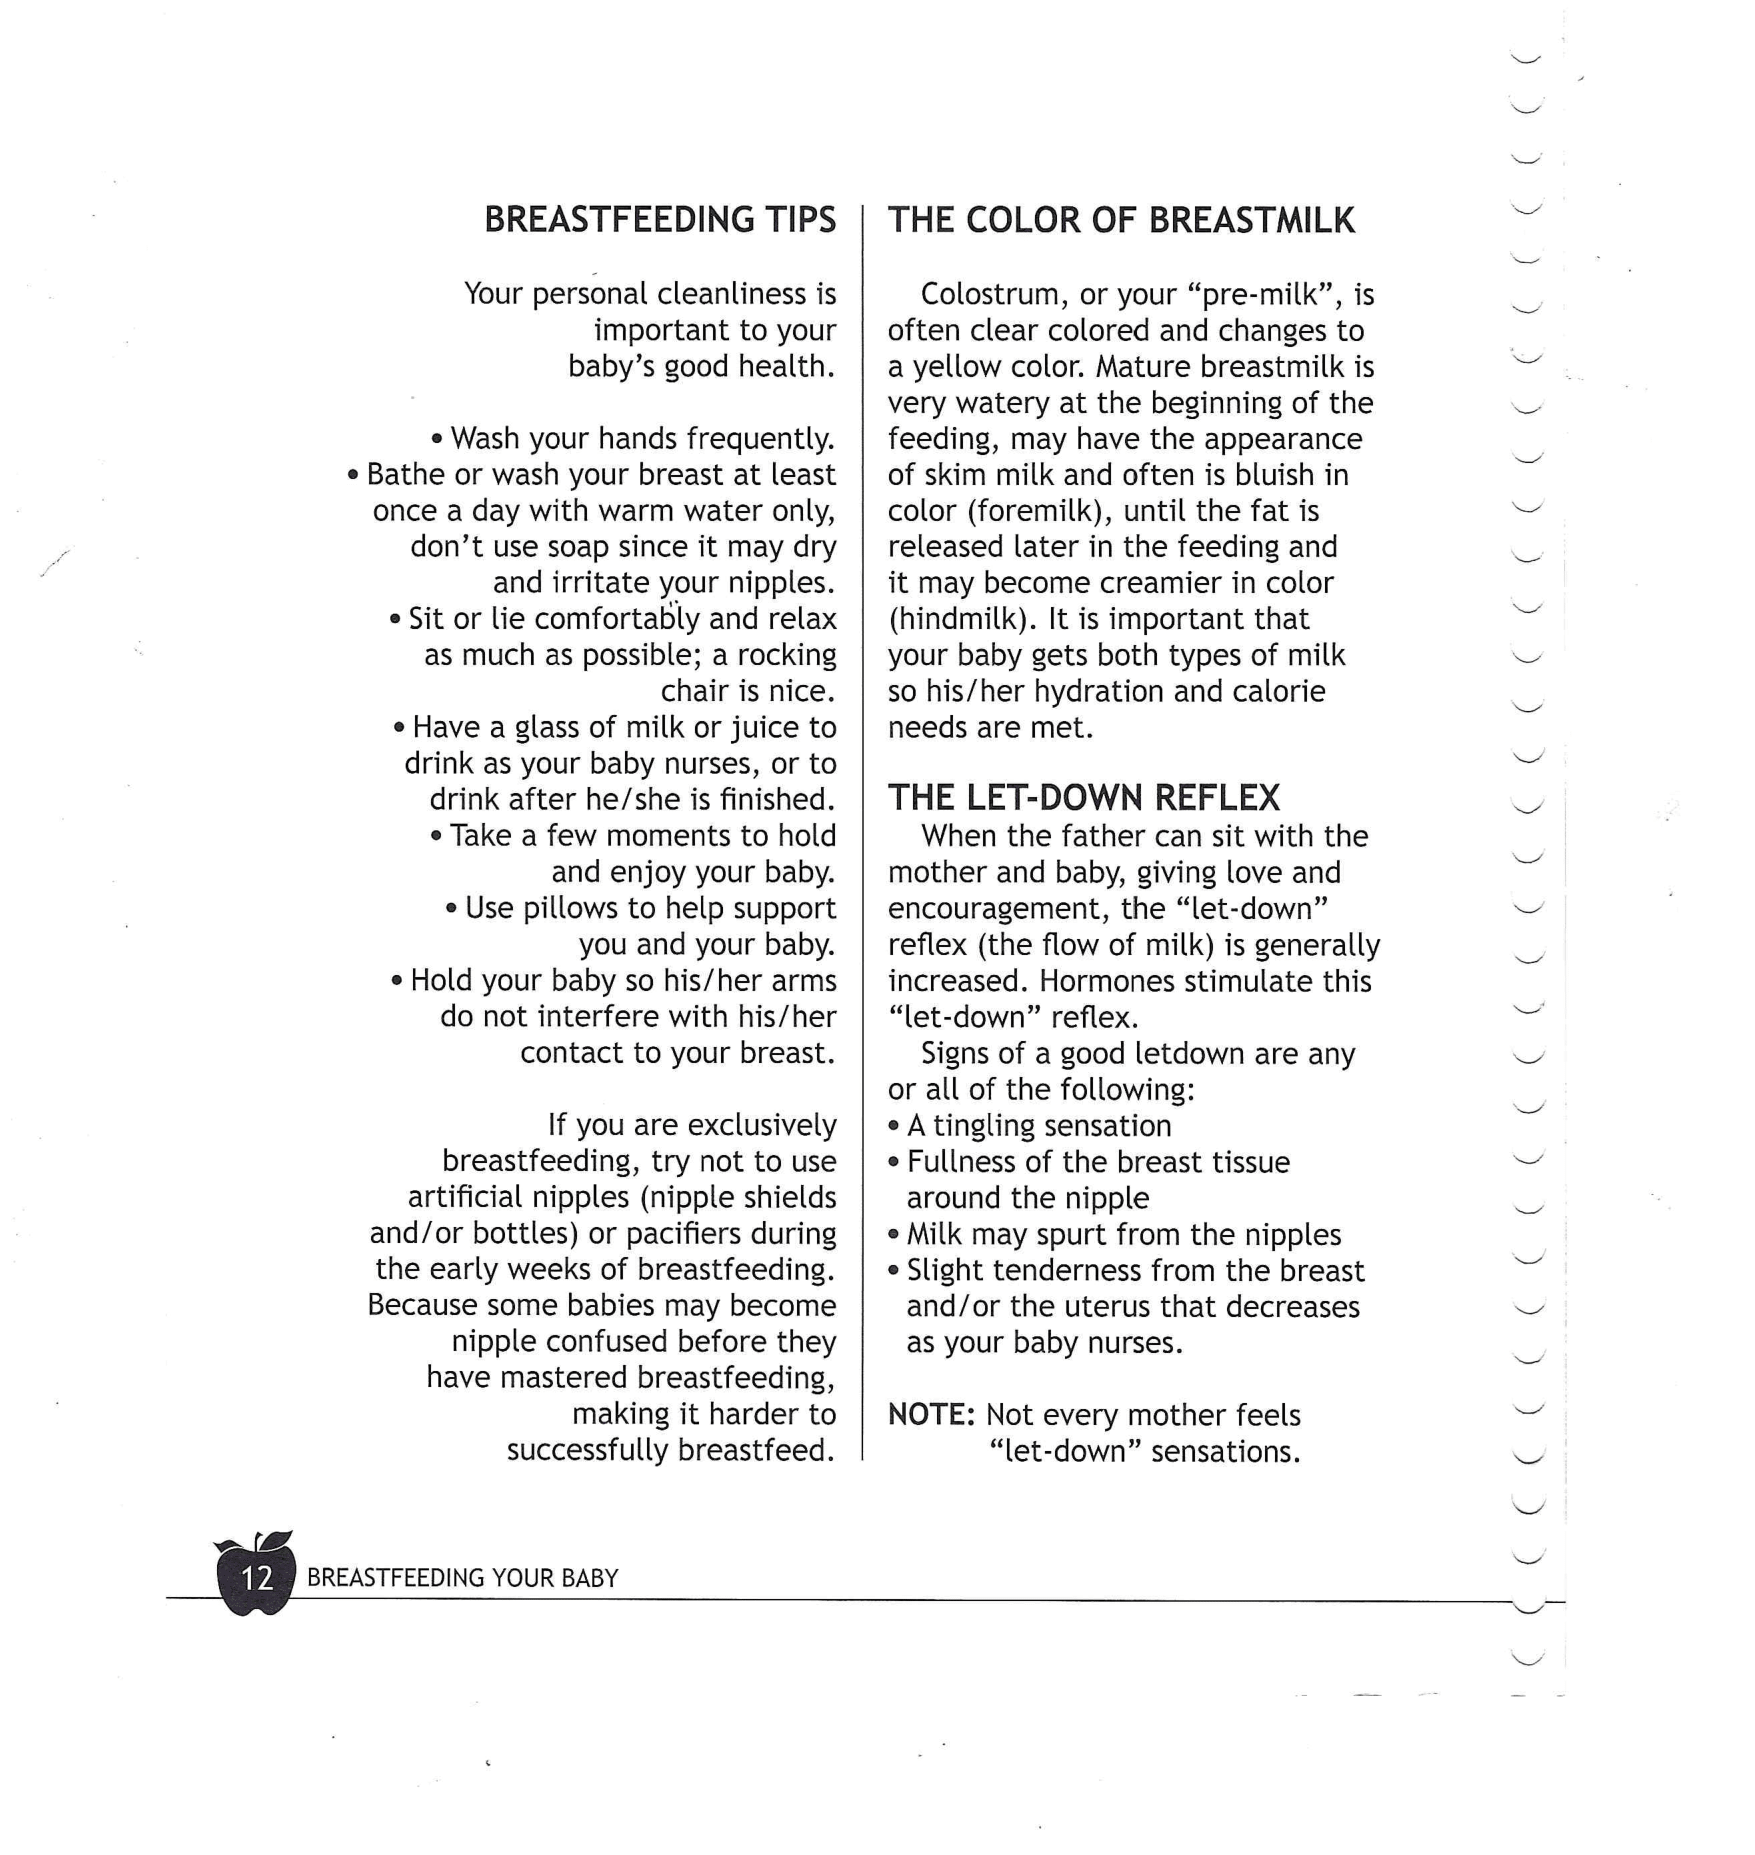 BREASTFEEDING TIPS
Your personal cleanliness is
important to your
baby's good health.
• Wash your hands frequently.
• Bathe or wash your breast at least
once a day with warm water only,
don't use soap since it may dry
and irritate your nipples.
• Sit or lie comfortably and relax
as much as possible; a rocking
chair is nice.
• Have a glass of milk or juice to
drink as your baby nurses, or to
drink after he/she is finished.
• Take a few moments to hold
and enjoy your baby.
• Use pillows to help support
you and your baby.
• Hold your baby so his/her arms
do not interfere with his/her
contact to your breast.
If you are exclusively
breastfeeding, try not to use
artificial nipples (nipple shields
and/or bottles) or pacifiers during
the early weeks of breastfeeding.
Because some babies may become
nipple confused before they
have mastered breastfeeding,
making it harder to
successfully breastfeed.
THE COLOR OF BREASTMILK
Colostrum, or your “pre-milk”, is
often clear colored and changes to
a yellow color. Mature breastmilk is
very watery at the beginning of the
feeding, may have the appearance
of skim milk and often is bluish in
color (foremilk), until the fat is
released later in the feeding and
it may become creamier in color
(hindmilk). It is important that
your baby gets both types of milk
so his/her hydration and calorie
needs are met.
THE LET-DOWN REFLEX
When the father can sit with the
mother and baby, giving love and
encouragement, the “let-down”
reflex (the flow of milk) is generally
increased. Hormones stimulate this
“let-down” reflex.
Signs of a good letdown are any
or all of the following:
• A tingling sensation
• Fullness of the breast tissue
around the nipple
• Milk may spurt from the nipples
• Slight tenderness from the breast
and/or the uterus that decreases
as your baby nurses.
NOTE: Not every mother feels
“let-down” sensations.
12 BREASTFEEDING YOUR BABY